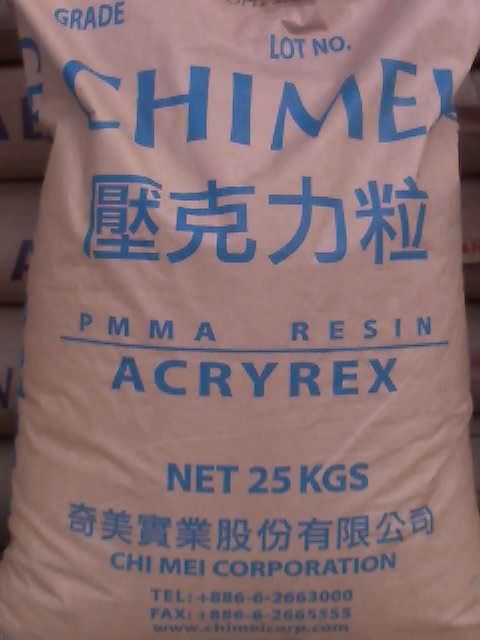 GRADE
LOT NO.
CHIMEI
壓克力粒
PMMA RESIN
ACRYREX
NET 25 KGS
奇美實業股份有限公司
CHI MEI CORPORATION
TEL: +886-6-2663000
FAX: +886-6-2665555
www.chimeicorp.com